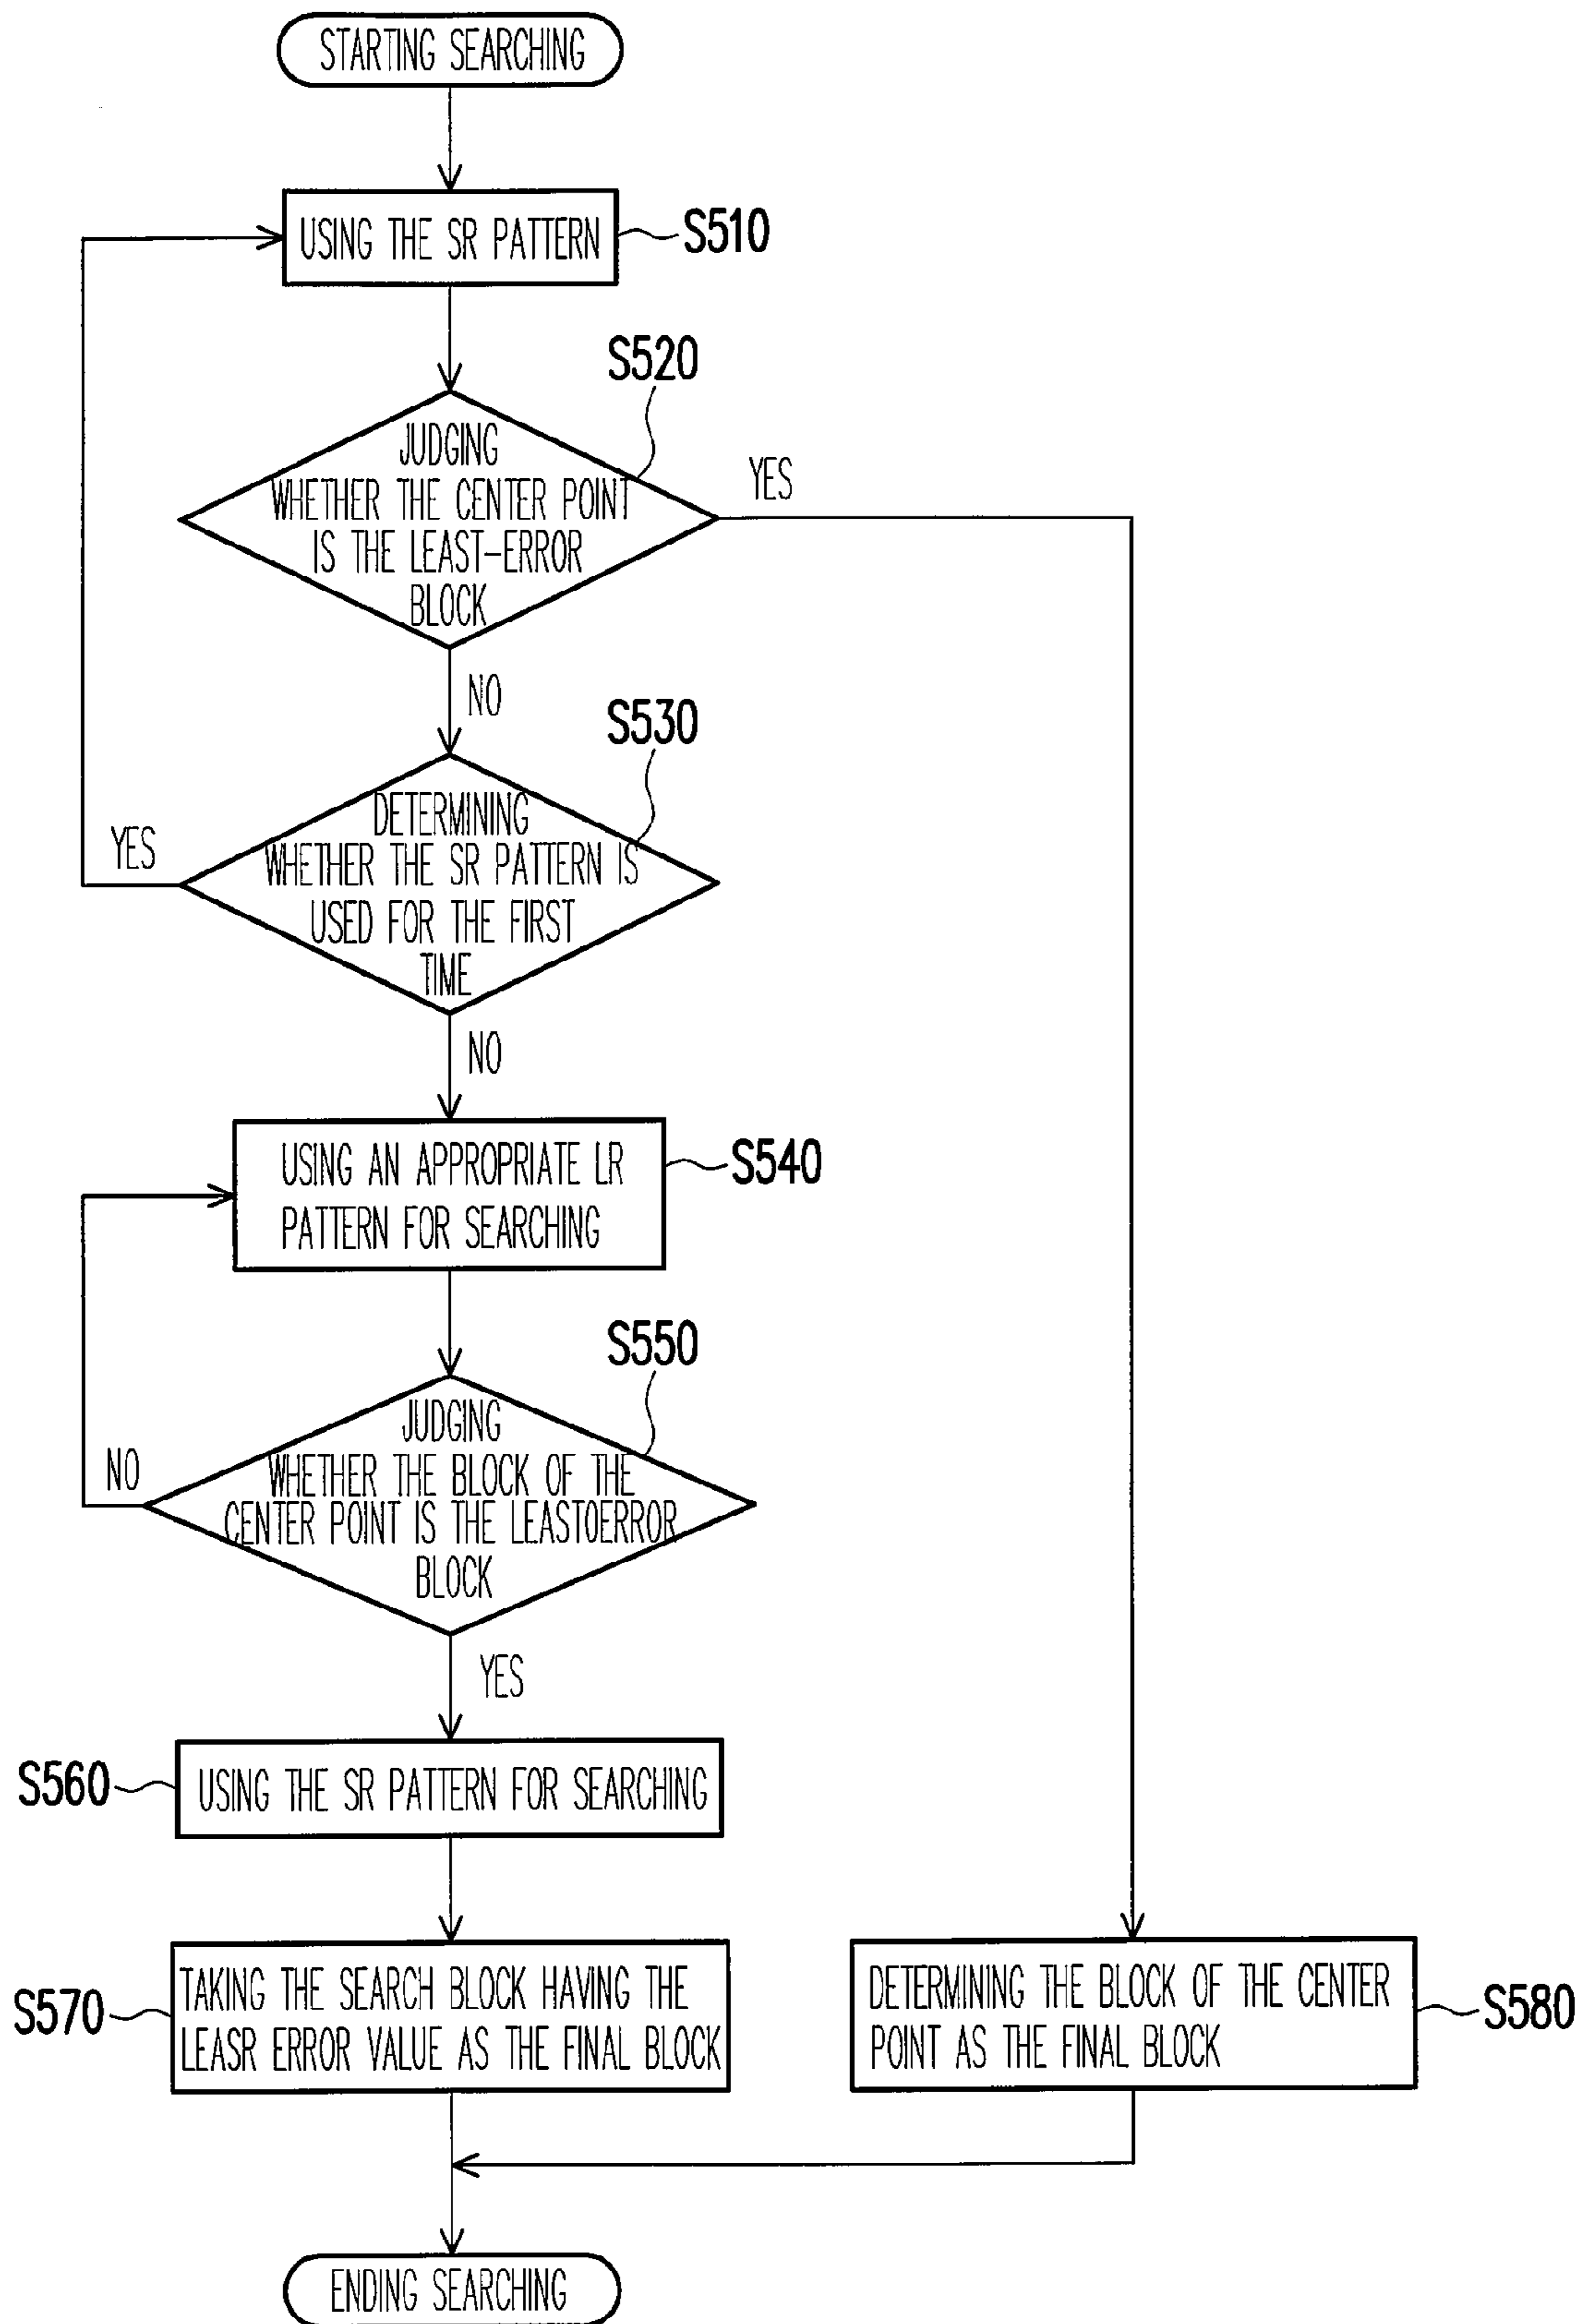 STARTING SEARCHING
USING THE SR PATTERN
S510
S520
JUDGING
WHETHER THE CENTER POINT
IS THE LEAST-ERROR
BLOCK
YES
NO
S530
DETERMINING
WHETHER THE SR PATTERN IS
USED FOR THE FIRST
TIME
YES
NO
USING AN APPROPRIATE LR
PATTERN FOR SEARCHING
S540
S550
JUDGING
WHETHER THE BLOCK OF THE
CENTER POINT IS THE LEASTOERROR
BLOCK
NO
YES
S560
USING THE SR PATTERN FOR SEARCHING
S570
TAKING THE SEARCH BLOCK HAVING THE
LEASR ERROR VALUE AS THE FINAL BLOCK
DETERMINING THE BLOCK OF THE CENTER
POINT AS THE FINAL BLOCK
S580
ENDING SEARCHING